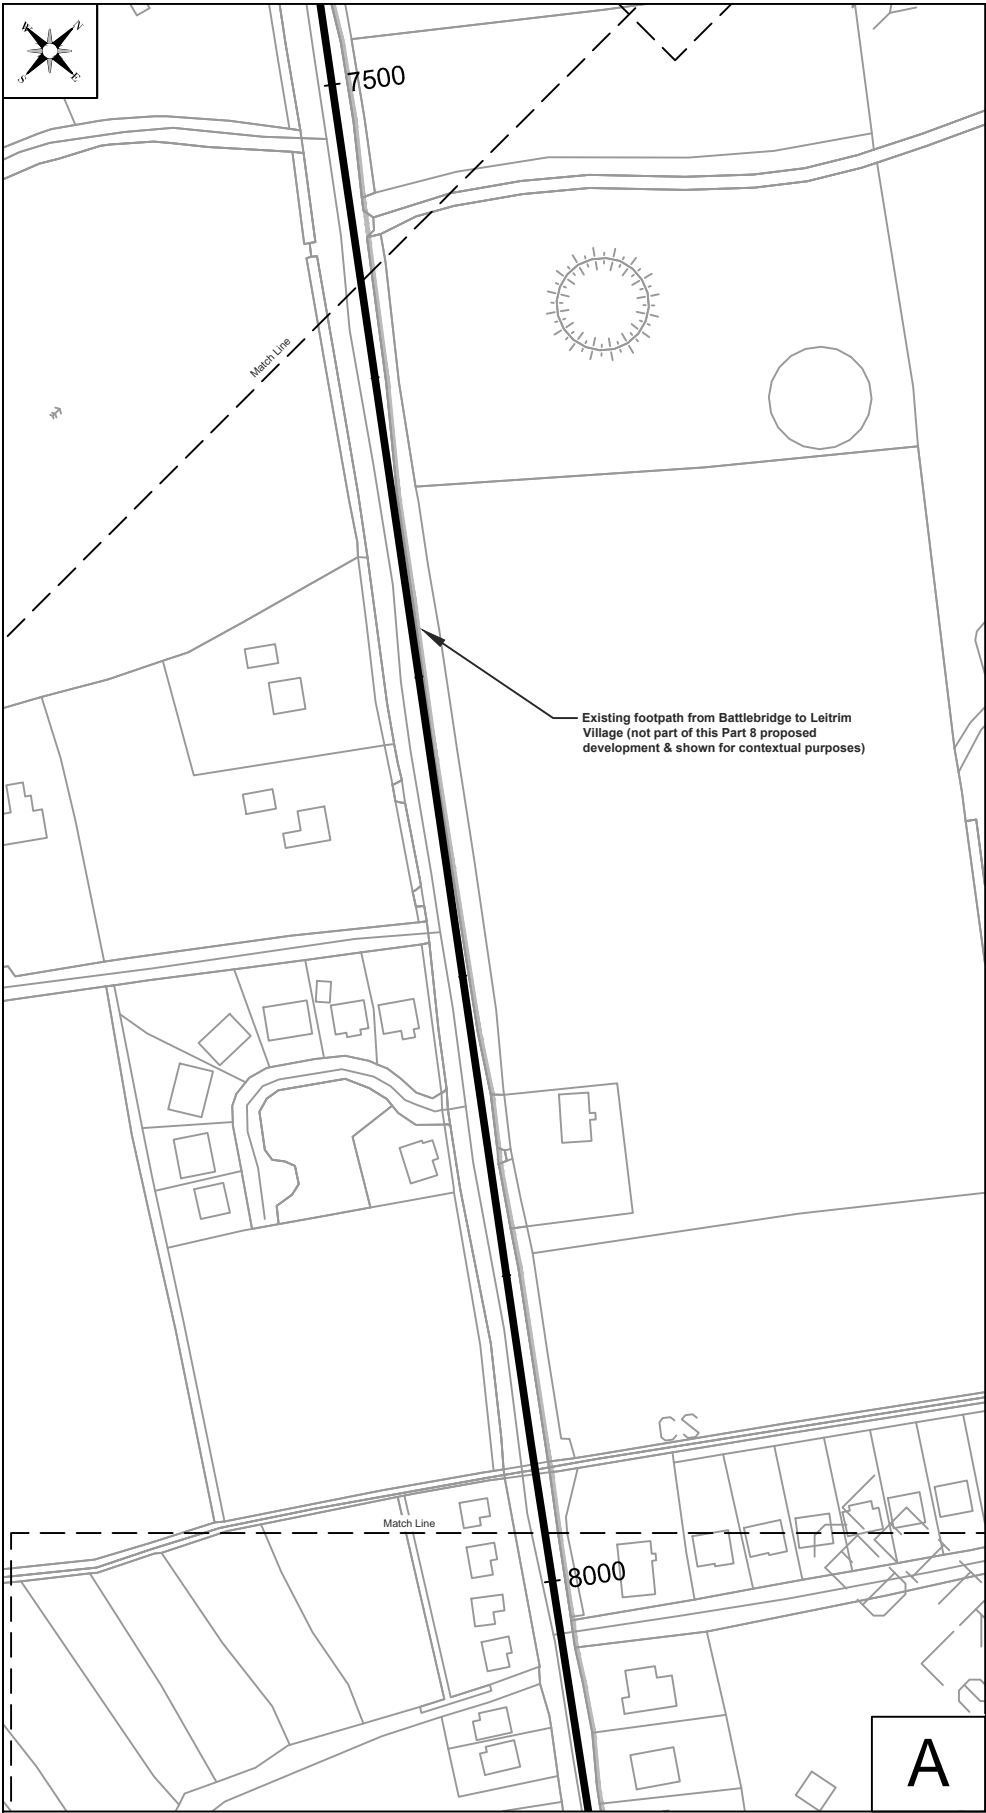 W N
S E
7500
Match Line
Existing footpath from Battlebridge to Leitrim
Village (not part of this Part 8 proposed
development & shown for contextual purposes)
CS
Match Line
8000
A